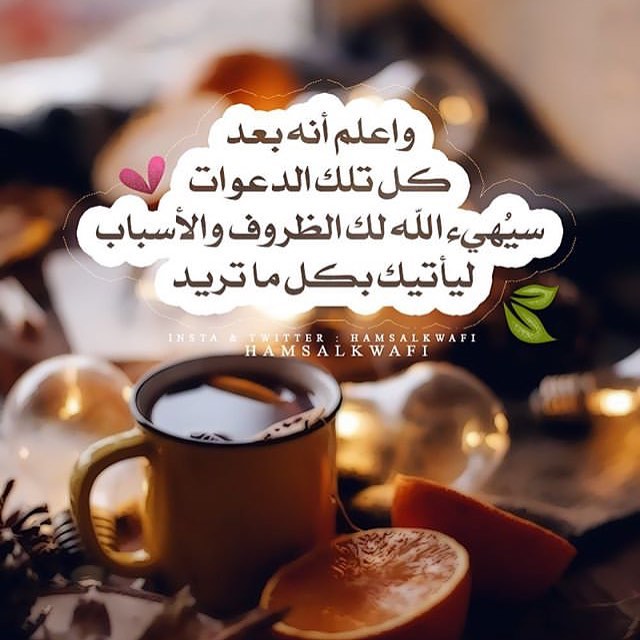 واعلم أنه بعد
كل تلك الدعوات
سيُهيء الله لك الظروف والأسباب
ليأتيك بكل ما تريد
INSTA & TWITTER : HAMSALKWAFI
HAMSALKWAFI